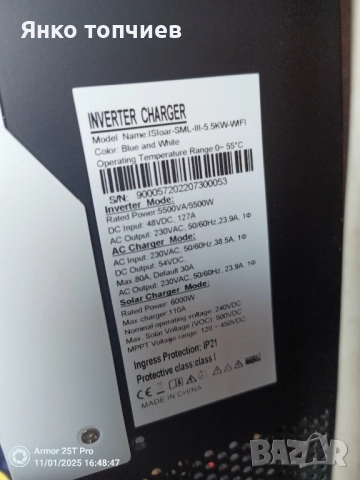 Янко топчиев
INVERTER CHARGER
Model Name:ISloar-SML-III-5.5KW-WIFI
Color: Blue and White
Operating Temperature Range:0~ 55°C
S/N: 900057202207300053
Inverter Mode:
Rated Power:5500VA/5500W
DC Input: 48VDC, 127A
AC Output: 230VAC, 50/60HZ,23.9A, 1Φ
AC Charger Mode:
AC Input: 230VAC, 50/60HZ,38.5A, 1Φ
DC Output: 54VDC,
Max.80A, Default 30A
AC Output: 230VAC, 50/60HZ, 23.9A, 1Φ
Solar Charger Mode:
Rated Power: 6000W
Max charger:110A
Nominal operating voltage: 240VDC
Max. Solar Voltage (VOC): 500VDC
MPPT Voltage range: 120 ~ 450VDC
Ingress Protection: IP21
Protective class:class I
CE
MADE IN CHINA
Armor 25T Pro
11/01/2025 16:48:47
BAZAR